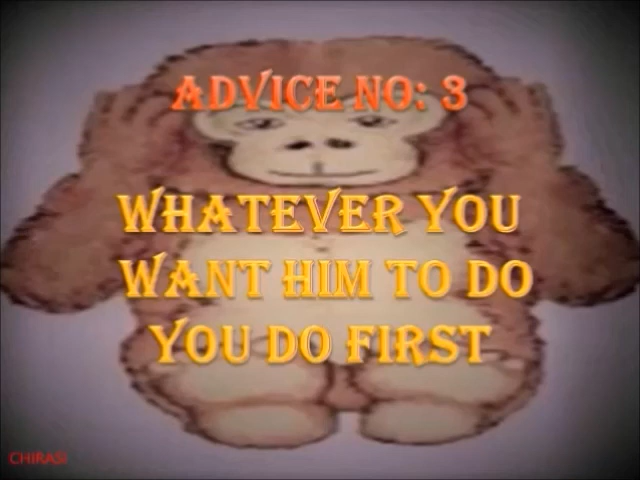 ADVICE NO: 3
WHATEVER YOU
WANT HIM TO DO
YOU DO FIRST
CHIRASI